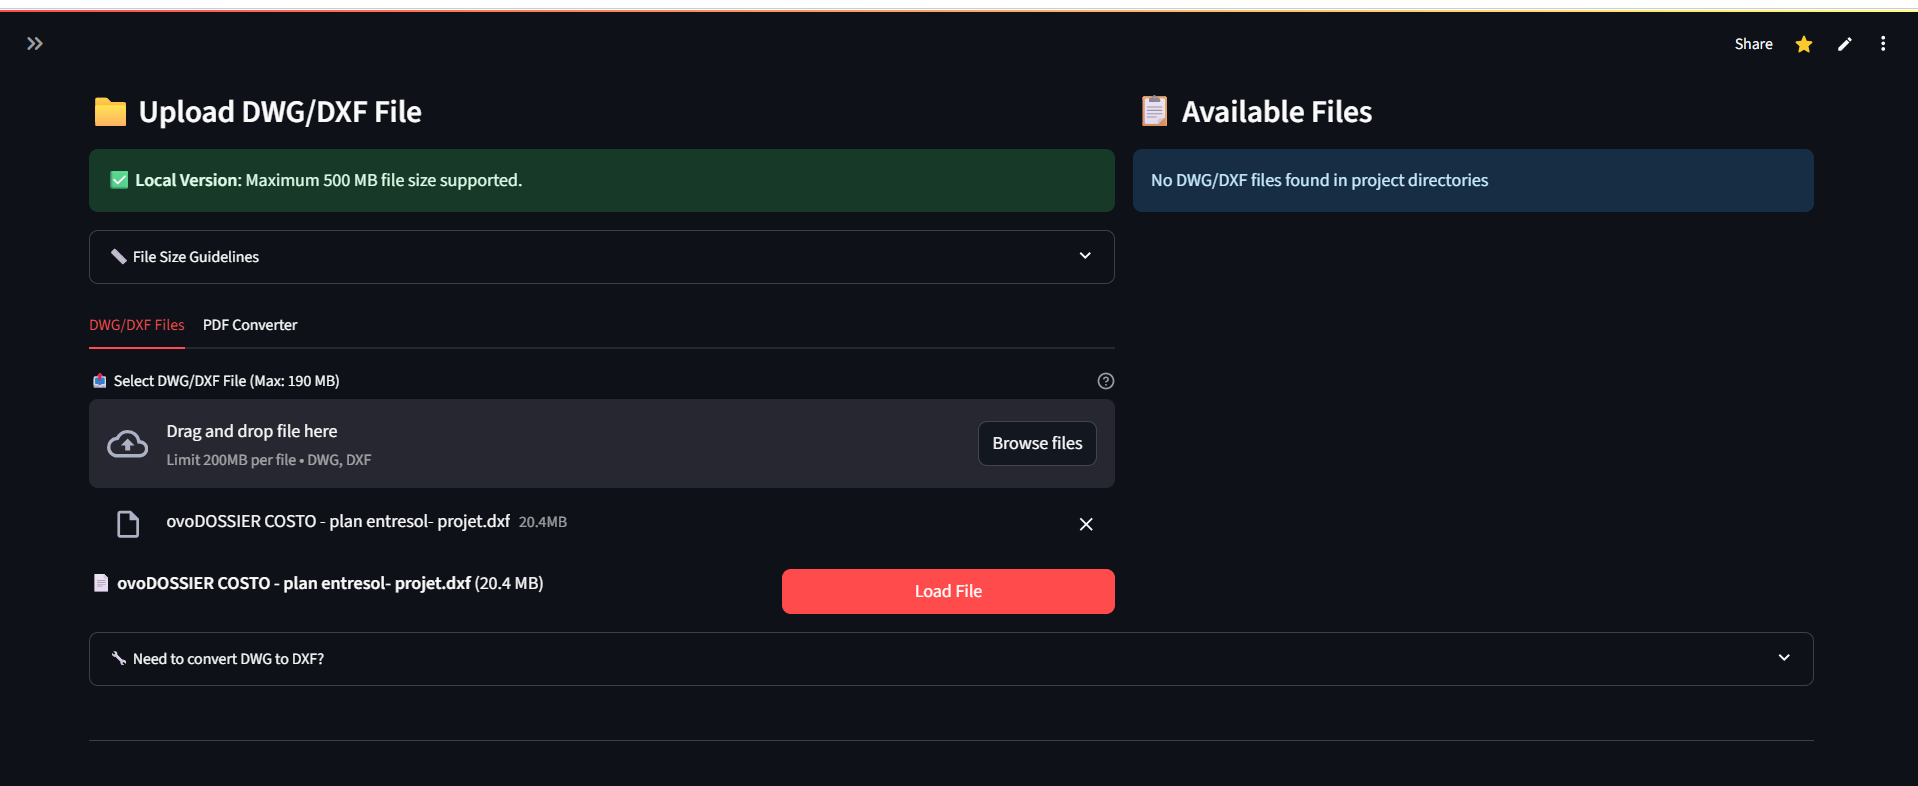 Share
Upload DWG/DXF File
Local Version: Maximum 500 MB file size supported.
File Size Guidelines
DWG/DXF Files
PDF Converter
Select DWG/DXF File (Max: 190 MB)
Drag and drop file here
Limit 200MB per file • DWG, DXF
Browse files
ovoDOSSIER COSTO - plan entresol- projet.dxf 20.4MB
ovoDOSSIER COSTO - plan entresol- projet.dxf (20.4 MB)
Load File
Need to convert DWG to DXF?
Available Files
No DWG/DXF files found in project directories